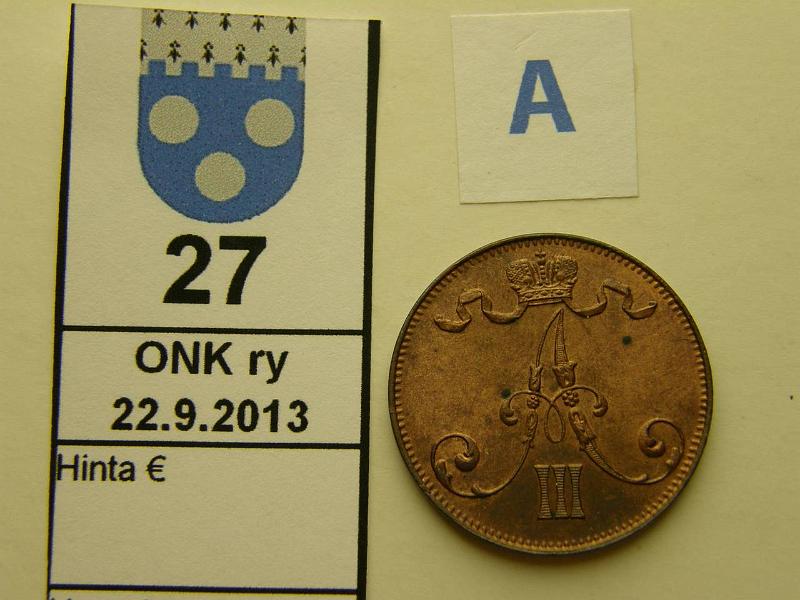 27
ONK ry
22.9.2013
Hinta €
A
A
III